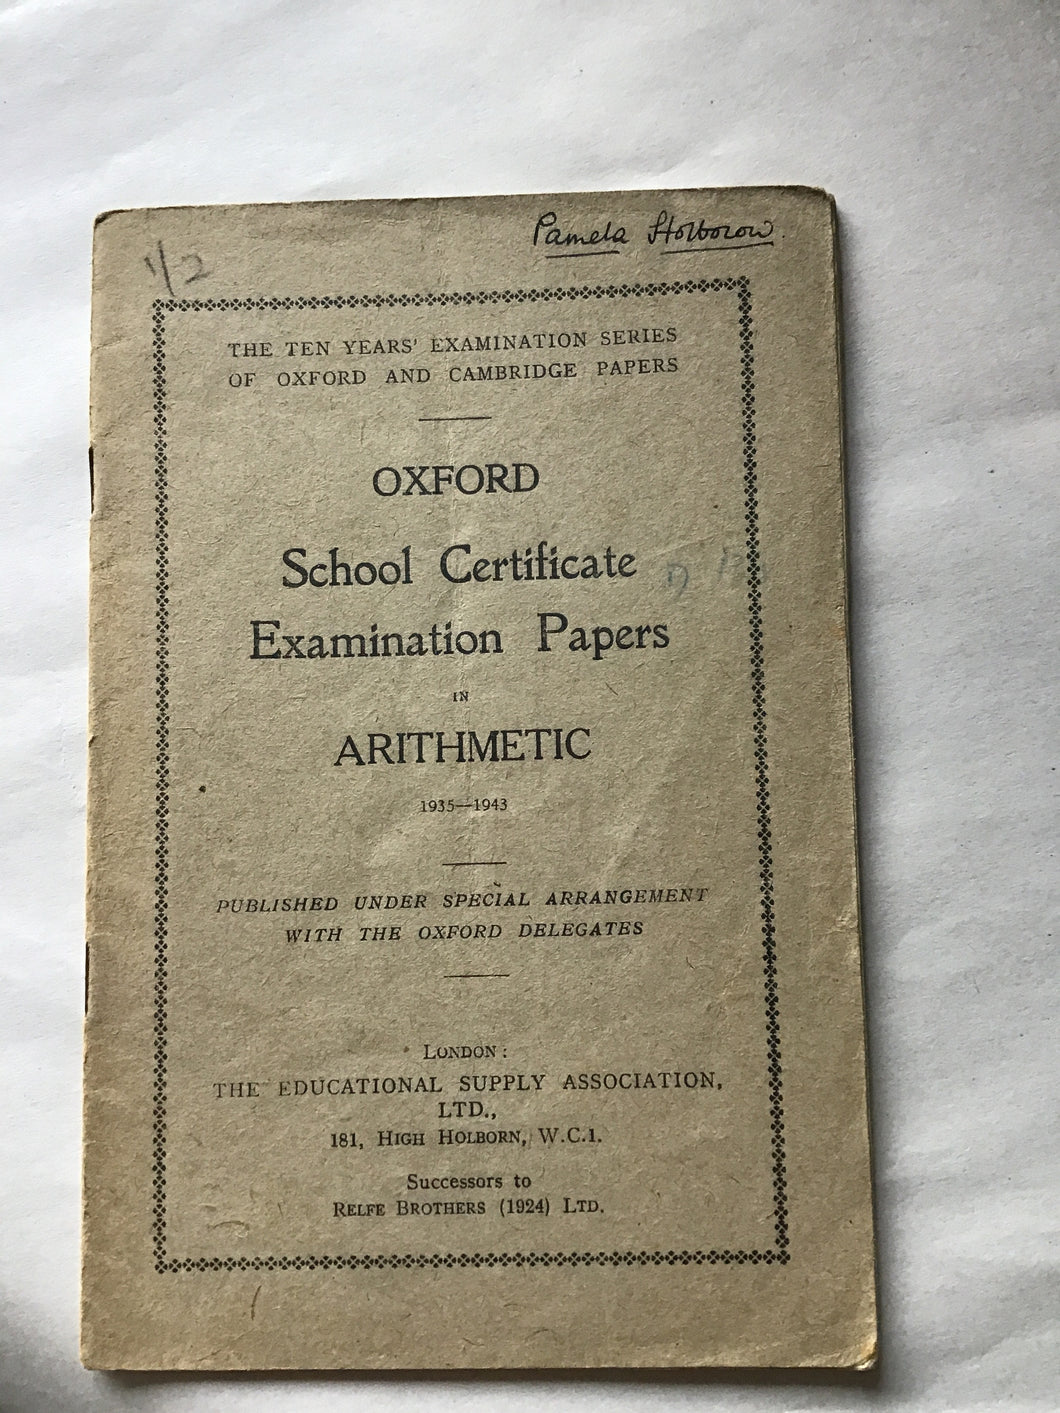 Pamela Holborow.
1/2
THE TEN YEARS' EXAMINATION SERIES
OF OXFORD AND CAMBRIDGE PAPERS
OXFORD
School Certificate
Examination Papers
IN
ARITHMETIC
1935—1943
PUBLISHED UNDER SPECIAL ARRANGEMENT
WITH THE OXFORD DELEGATES
LONDON:
THE EDUCATIONAL SUPPLY ASSOCIATION,
LTD.,
181, HIGH HOLBORN, W.C.1.
Successors to
RELFE BROTHERS (1924) LTD.